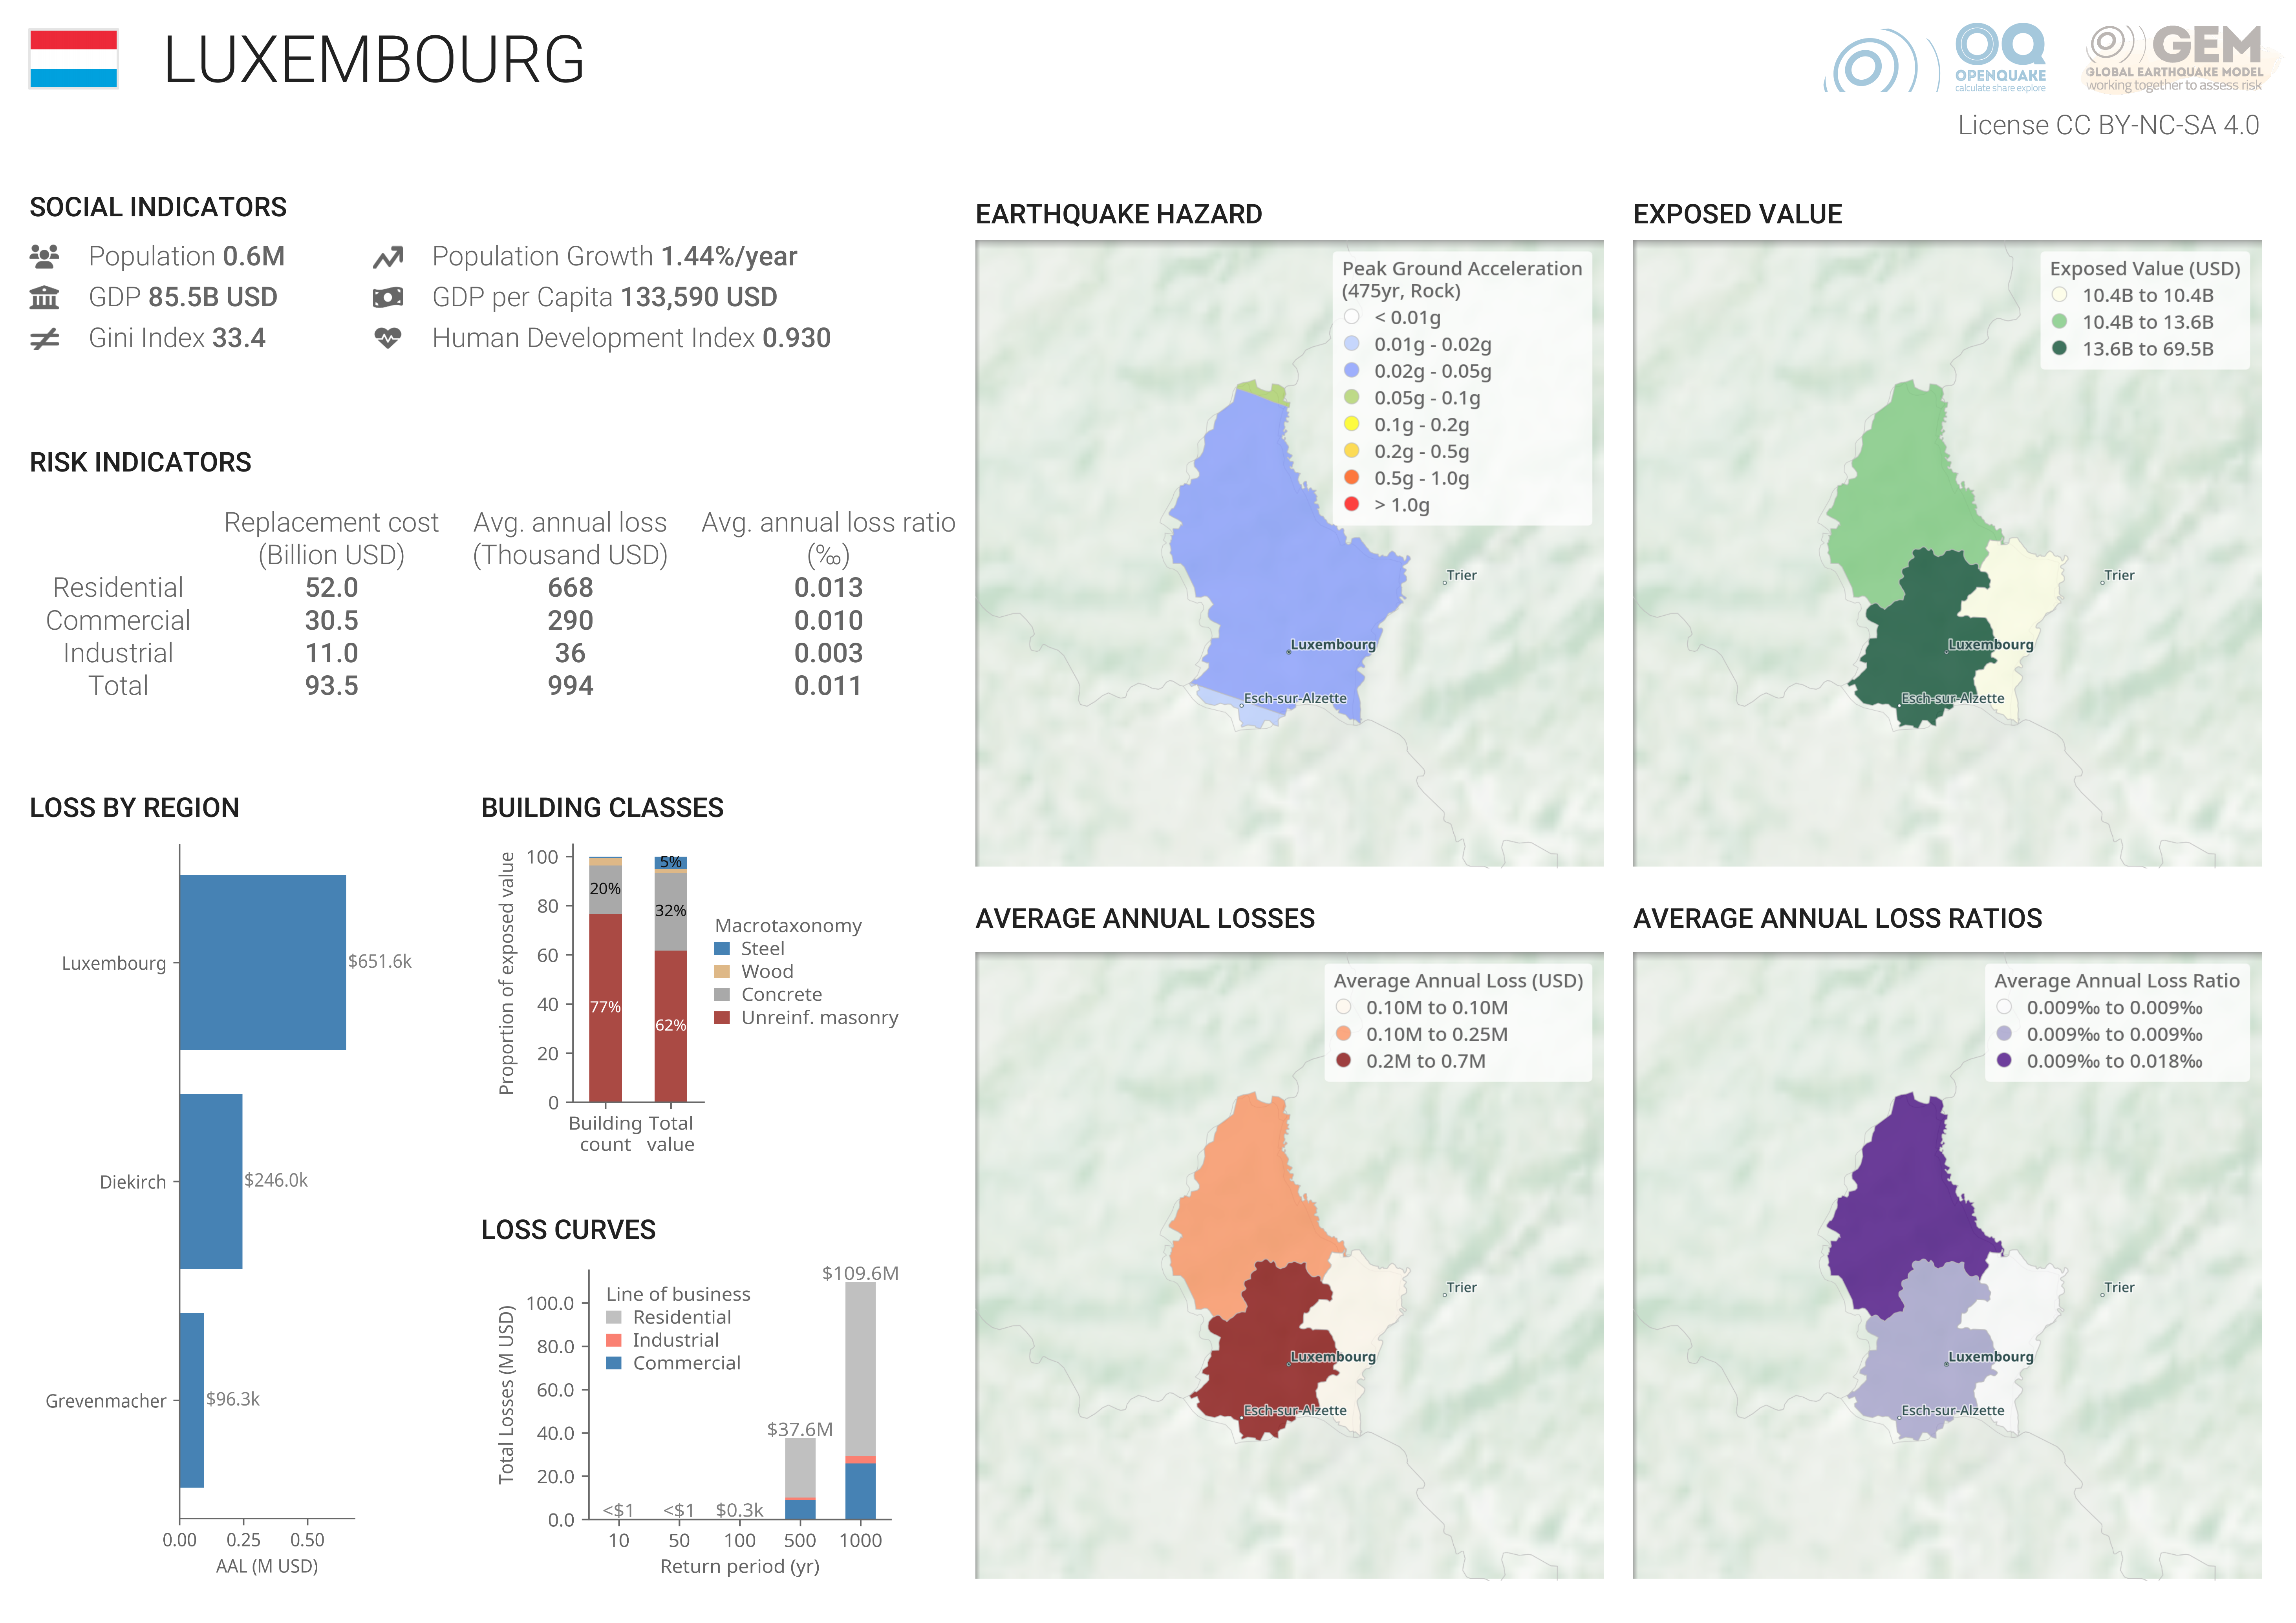 LUXEMBOURG
OQ
OPENQUAKE
calculate share explore
GEM
GLOBAL EARTHQUAKE MODEL
working together to assess risk
License CC BY-NC-SA 4.0
SOCIAL INDICATORS
Population 0.6M
Population Growth 1.44%/year
GDP 85.5B USD
GDP per Capita 133,590 USD
Gini Index 33.4
Human Development Index 0.930
RISK INDICATORS
Replacement cost Avg. annual loss Avg. annual loss ratio
(Billion USD) (Thousand USD) (‰)
Residential 52.0 668 0.013
Commercial 30.5 290 0.010
Industrial 11.0 36 0.003
Total 93.5 994 0.011
LOSS BY REGION
Luxembourg $651.6k
Diekirch $246.0k
Grevenmacher $96.3k
0.00 0.25 0.50
AAL (M USD)
BUILDING CLASSES
Proportion of exposed value
100
80
60
40
20
0
20%
77%
5%
32%
62%
Building Total
count value
Macrotaxonomy
Steel
Wood
Concrete
Unreinf. masonry
LOSS CURVES
Total Losses (M USD)
100.0
80.0
60.0
40.0
20.0
0.0
Line of business
Residential
Industrial
Commercial
<$1 <$1 $0.3k $37.6M $109.6M
10 50 100 500 1000
Return period (yr)
EARTHQUAKE HAZARD
Peak Ground Acceleration
(475yr, Rock)
< 0.01g
0.01g - 0.02g
0.02g - 0.05g
0.05g - 0.1g
0.1g - 0.2g
0.2g - 0.5g
0.5g - 1.0g
> 1.0g
Trier
Luxembourg
Esch-sur-Alzette
EXPOSED VALUE
Exposed Value (USD)
10.4B to 10.4B
10.4B to 13.6B
13.6B to 69.5B
Trier
Luxembourg
Esch-sur-Alzette
AVERAGE ANNUAL LOSSES
Average Annual Loss (USD)
0.10M to 0.10M
0.10M to 0.25M
0.2M to 0.7M
Trier
Luxembourg
Esch-sur-Alzette
AVERAGE ANNUAL LOSS RATIOS
Average Annual Loss Ratio
0.009‰ to 0.009‰
0.009‰ to 0.009‰
0.009‰ to 0.018‰
Trier
Luxembourg
Esch-sur-Alzette